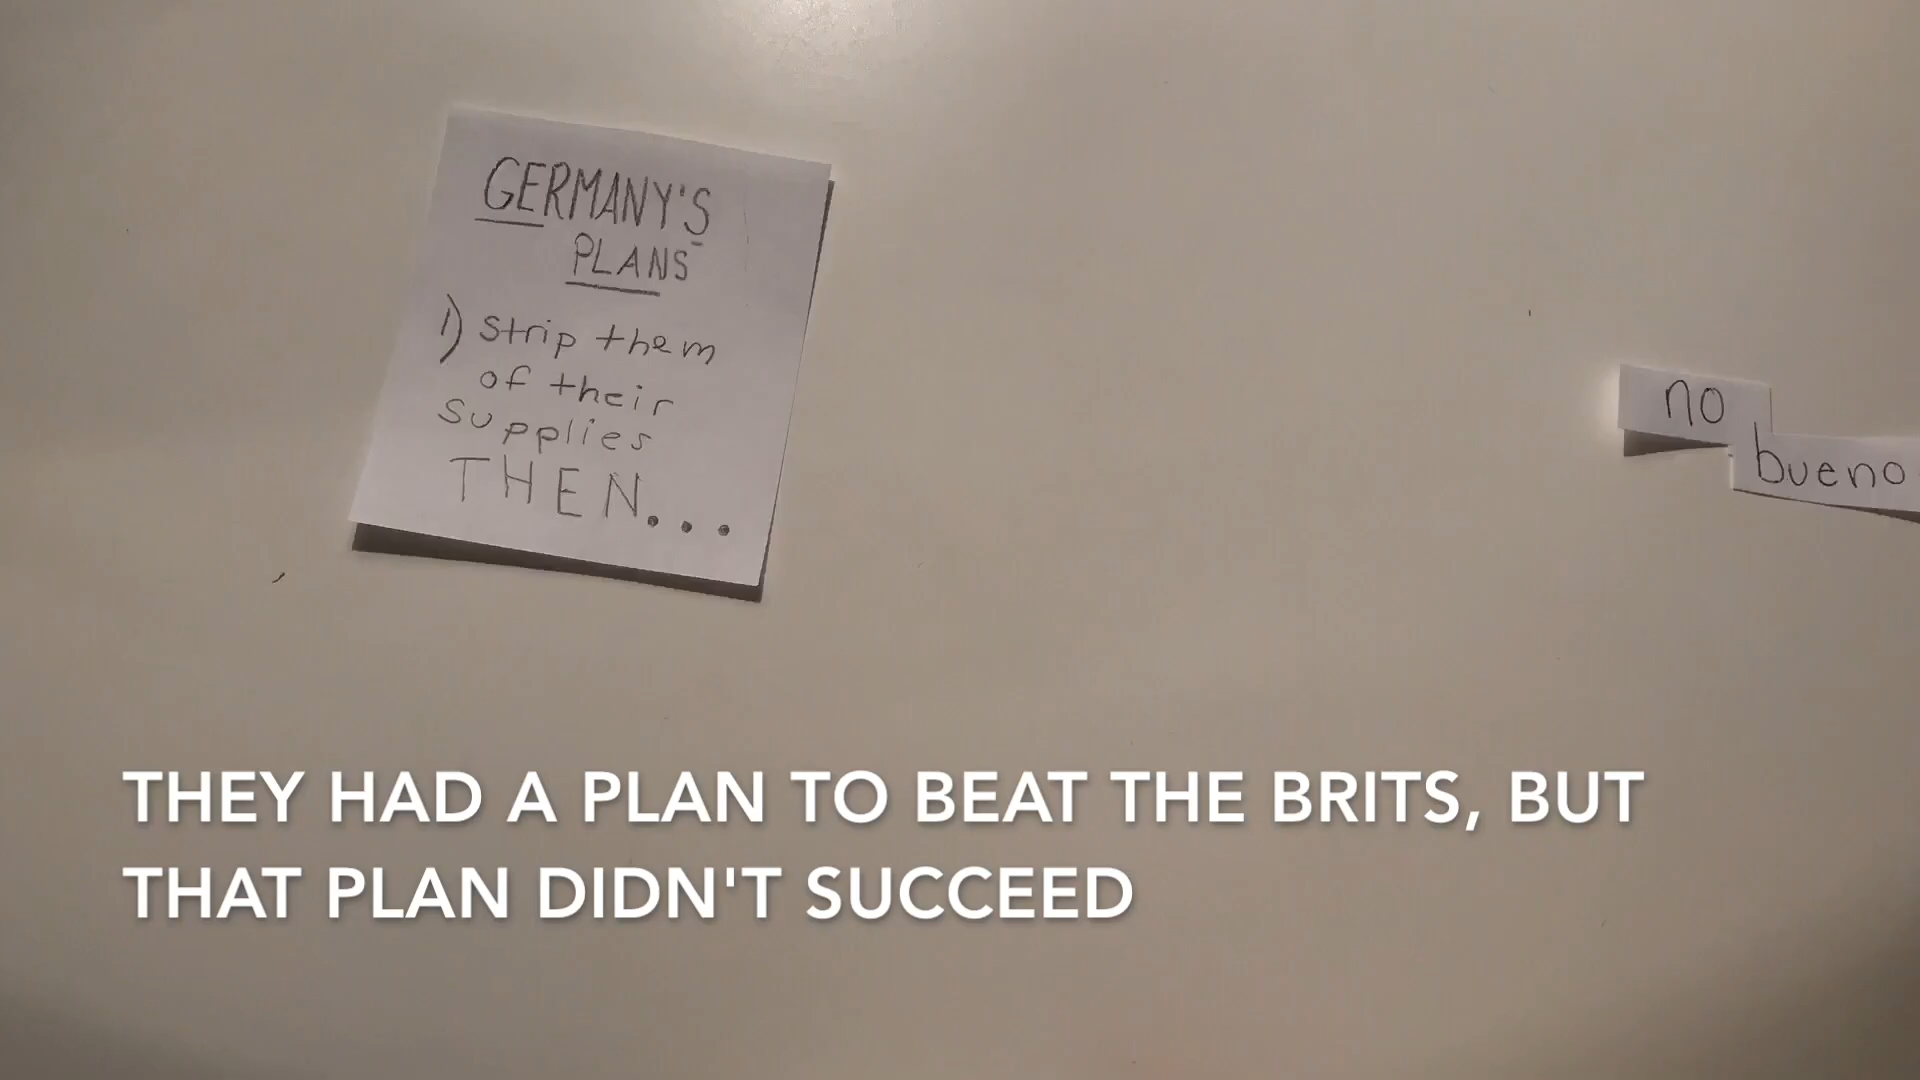 GERMANY'S
PLANS
1) strip them
of their
supplies
THEN...
no
bueno
THEY HAD A PLAN TO BEAT THE BRITS, BUT
THAT PLAN DIDN'T SUCCEED